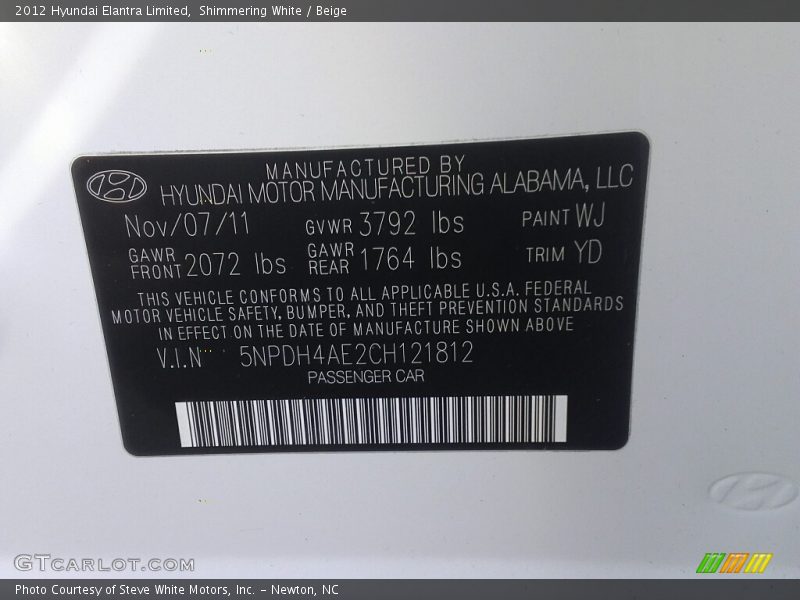 2012 Hyundai Elantra Limited,  Shimmering White / Beige
MANUFACTURED BY
HYUNDAI MOTOR MANUFACTURING ALABAMA, LLC
Nov/07/11 GVWR 3792 lbs PAINT WJ
GAWR FRONT 2072 lbs GAWR REAR 1764 lbs TRIM YD
THIS VEHICLE CONFORMS TO ALL APPLICABLE U.S.A. FEDERAL
MOTOR VEHICLE SAFETY, BUMPER, AND THEFT PREVENTION STANDARDS
IN EFFECT ON THE DATE OF MANUFACTURE SHOWN ABOVE
V.I.N 5NPDH4AE2CH121812
PASSENGER CAR
GTCARLOT.COM
Photo Courtesy of Steve White Motors, Inc. – Newton, NC